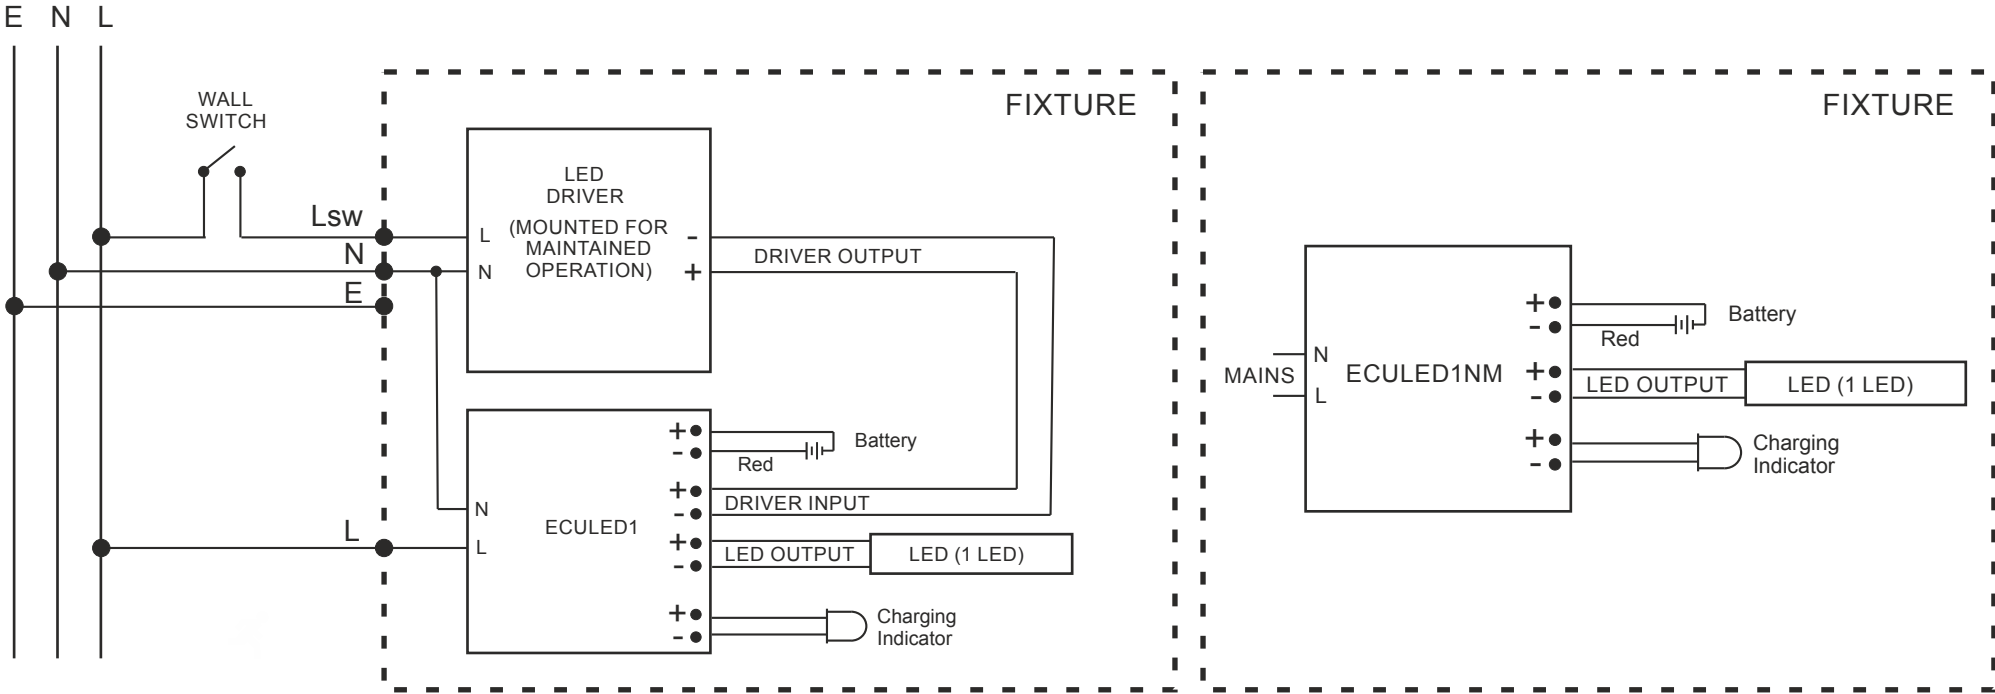 E N L
WALL
SWITCH
Lsw
N
E
L
FIXTURE
LED
DRIVER
(MOUNTED FOR
MAINTAINED
OPERATION)
L
N
-
+
DRIVER OUTPUT
ECULED1
N
L
+
-
Battery
Red
+
-
DRIVER INPUT
+
-
LED OUTPUT
LED (1 LED)
+
-
Charging
Indicator
FIXTURE
MAINS
N
L
ECULED1NM
+
-
Battery
Red
+
-
LED OUTPUT
LED (1 LED)
+
-
Charging
Indicator